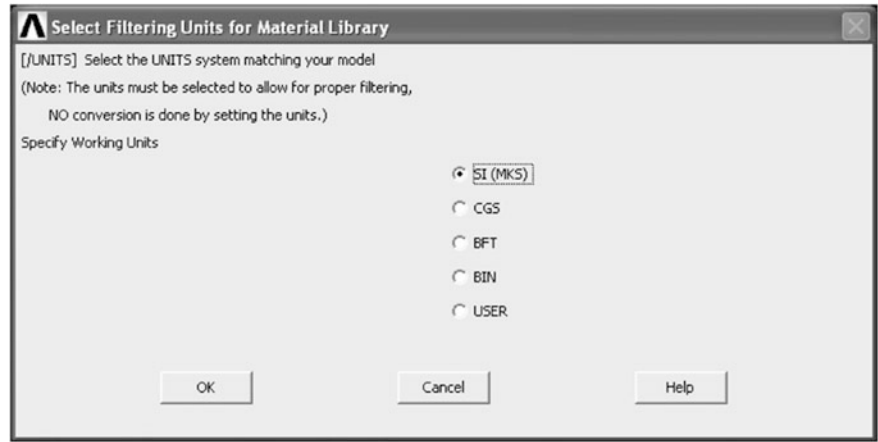 Select Filtering Units for Material Library
[/UNITS] Select the UNITS system matching your model
(Note: The units must be selected to allow for proper filtering,
NO conversion is done by setting the units.)
Specify Working Units
SI (MKS)
CGS
BFT
BIN
USER
OK Cancel Help